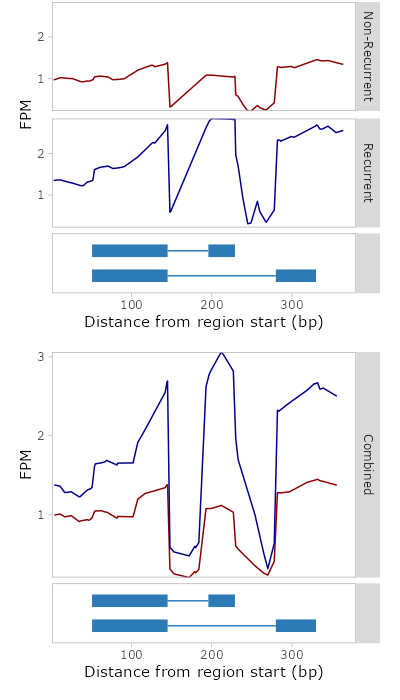 Non-Recurrent
2
1
FPM
Recurrent
2
1
100
200
300
Distance from region start (bp)
3
2
1
FPM
Combined
100
200
300
Distance from region start (bp)